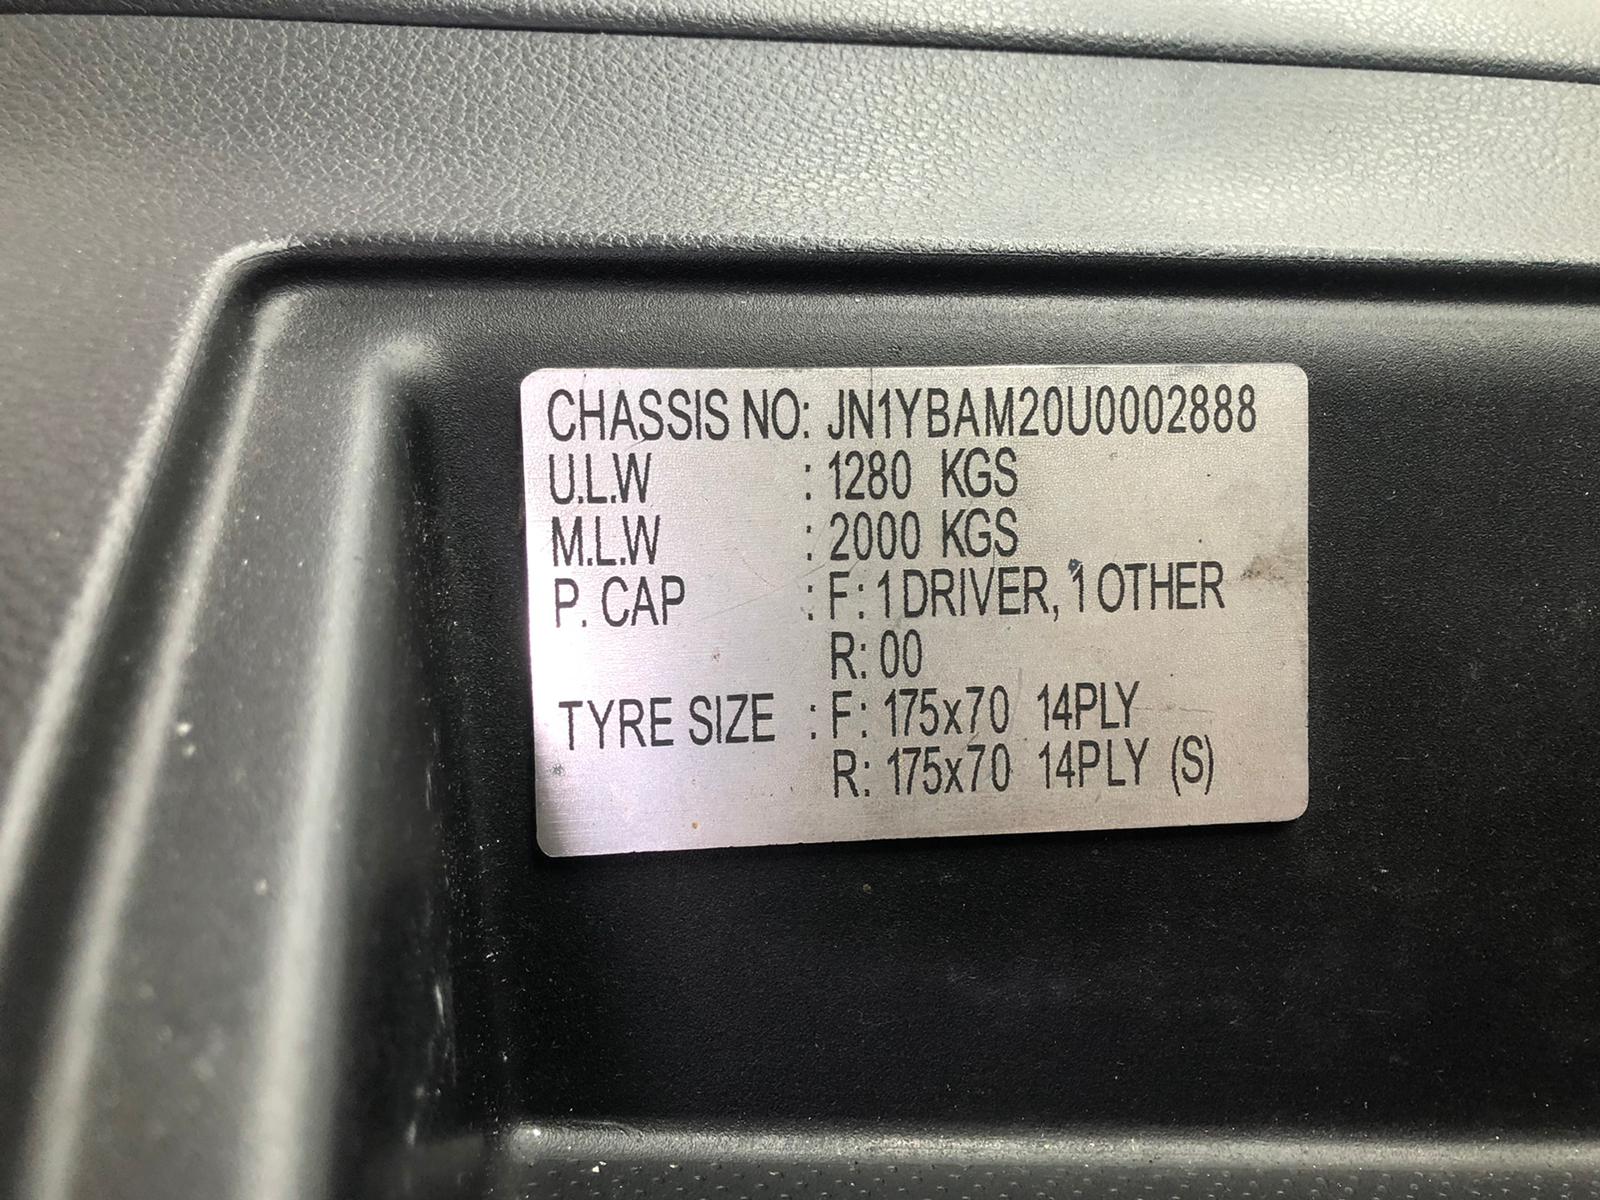 CHASSIS NO: JN1YBAM20U0002888
U.L.W : 1280 KGS
M.L.W : 2000 KGS
P. CAP : F: 1 DRIVER, 1 OTHER
R: 00
TYRE SIZE : F: 175x70 14PLY
R: 175x70 14PLY (S)